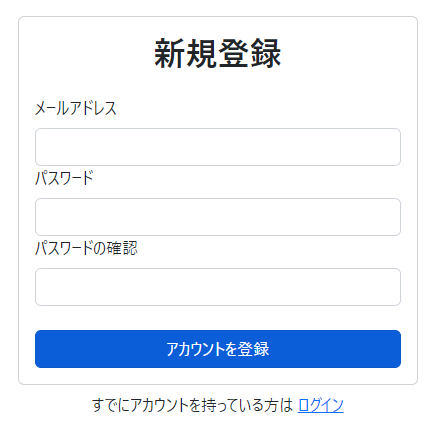 新規登録
メールアドレス
パスワード
パスワードの確認
アカウントを登録
すでにアカウントを持っている方は ログイン